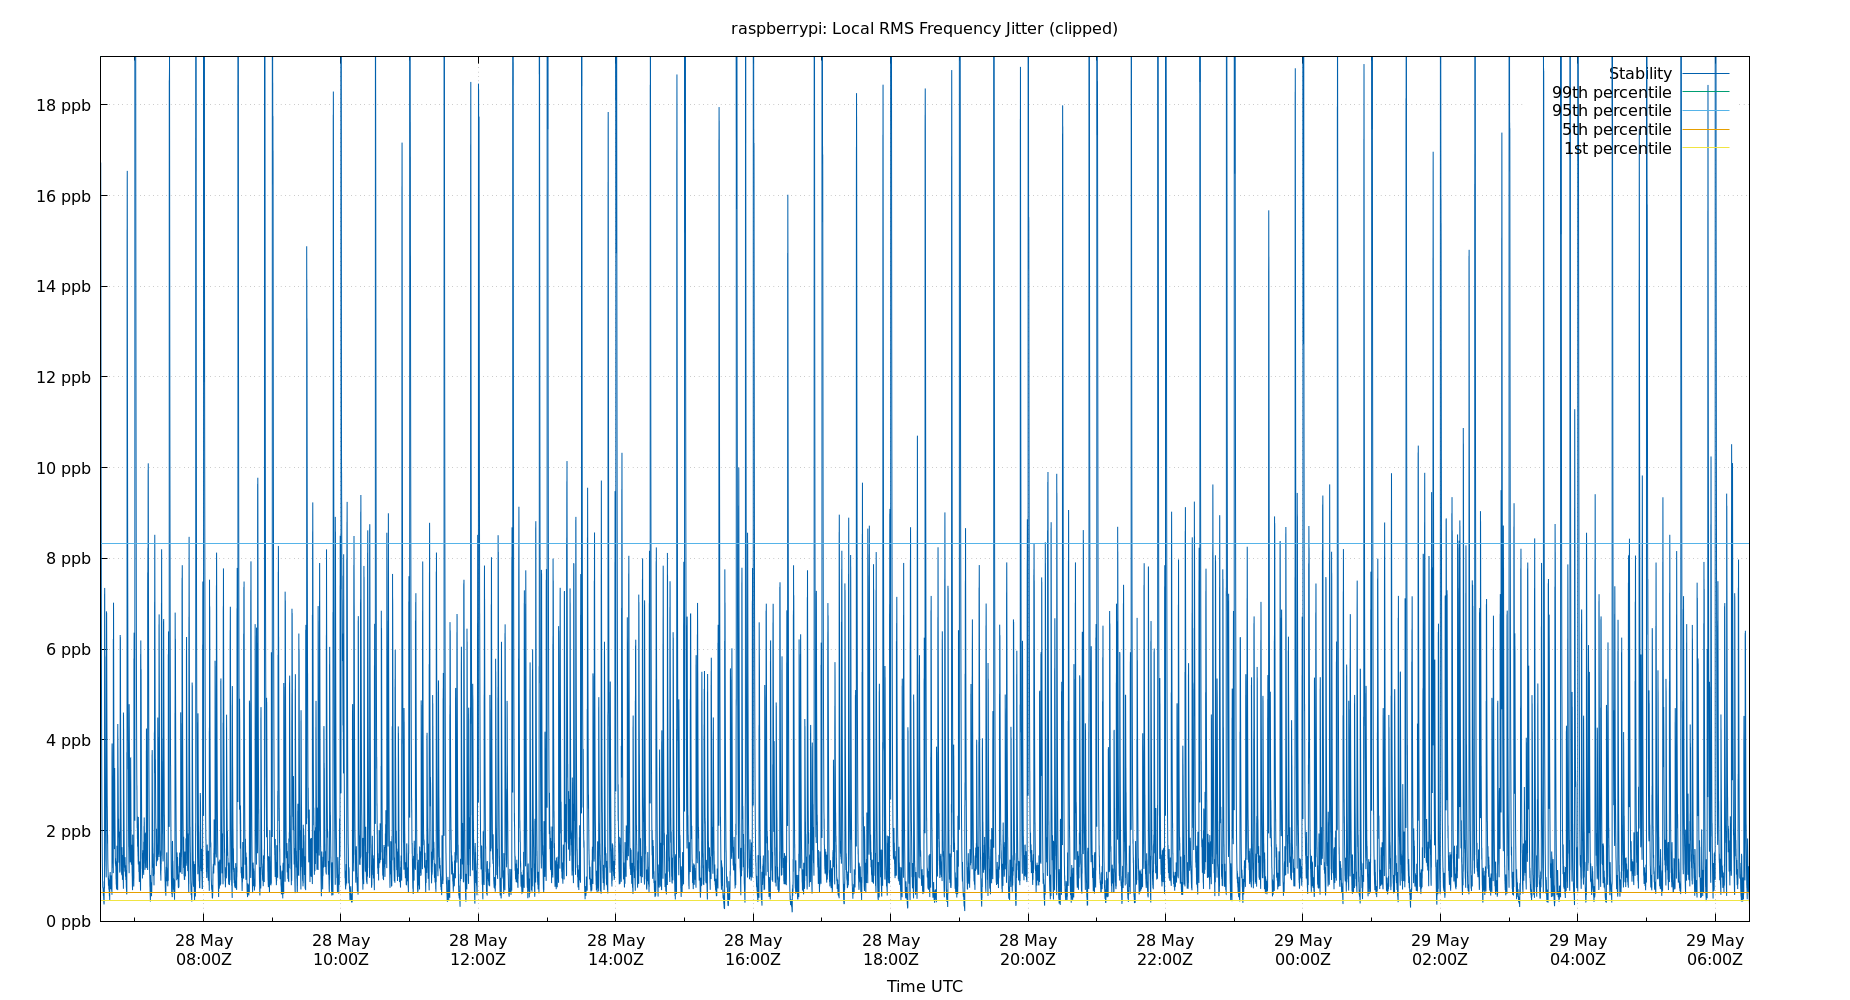 raspberrypi: Local RMS Frequency Jitter (clipped)
Stability
99th percentile
95th percentile
5th percentile
1st percentile
18 ppb
16 ppb
14 ppb
12 ppb
10 ppb
8 ppb
6 ppb
4 ppb
2 ppb
0 ppb
28 May 28 May 28 May 28 May 28 May 28 May 28 May 28 May 29 May 29 May 29 May 29 May
08:00Z 10:00Z 12:00Z 14:00Z 16:00Z 18:00Z 20:00Z 22:00Z 00:00Z 02:00Z 04:00Z 06:00Z
Time UTC